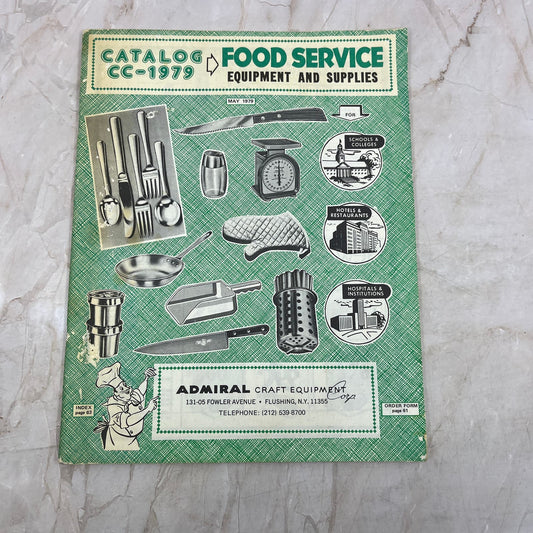 CATALOG
CC-1979
FOOD SERVICE
EQUIPMENT AND SUPPLIES
MAY 1979
FOR
SCHOOLS &
COLLEGES
HOTELS &
RESTAURANTS
HOSPITALS &
INSTITUTIONS
ADMIRAL CRAFT EQUIPMENT Corp
131-05 FOWLER AVENUE • FLUSHING, N.Y. 11355
TELEPHONE: (212) 539-8700
INDEX
page 63
ORDER FORM
page 61